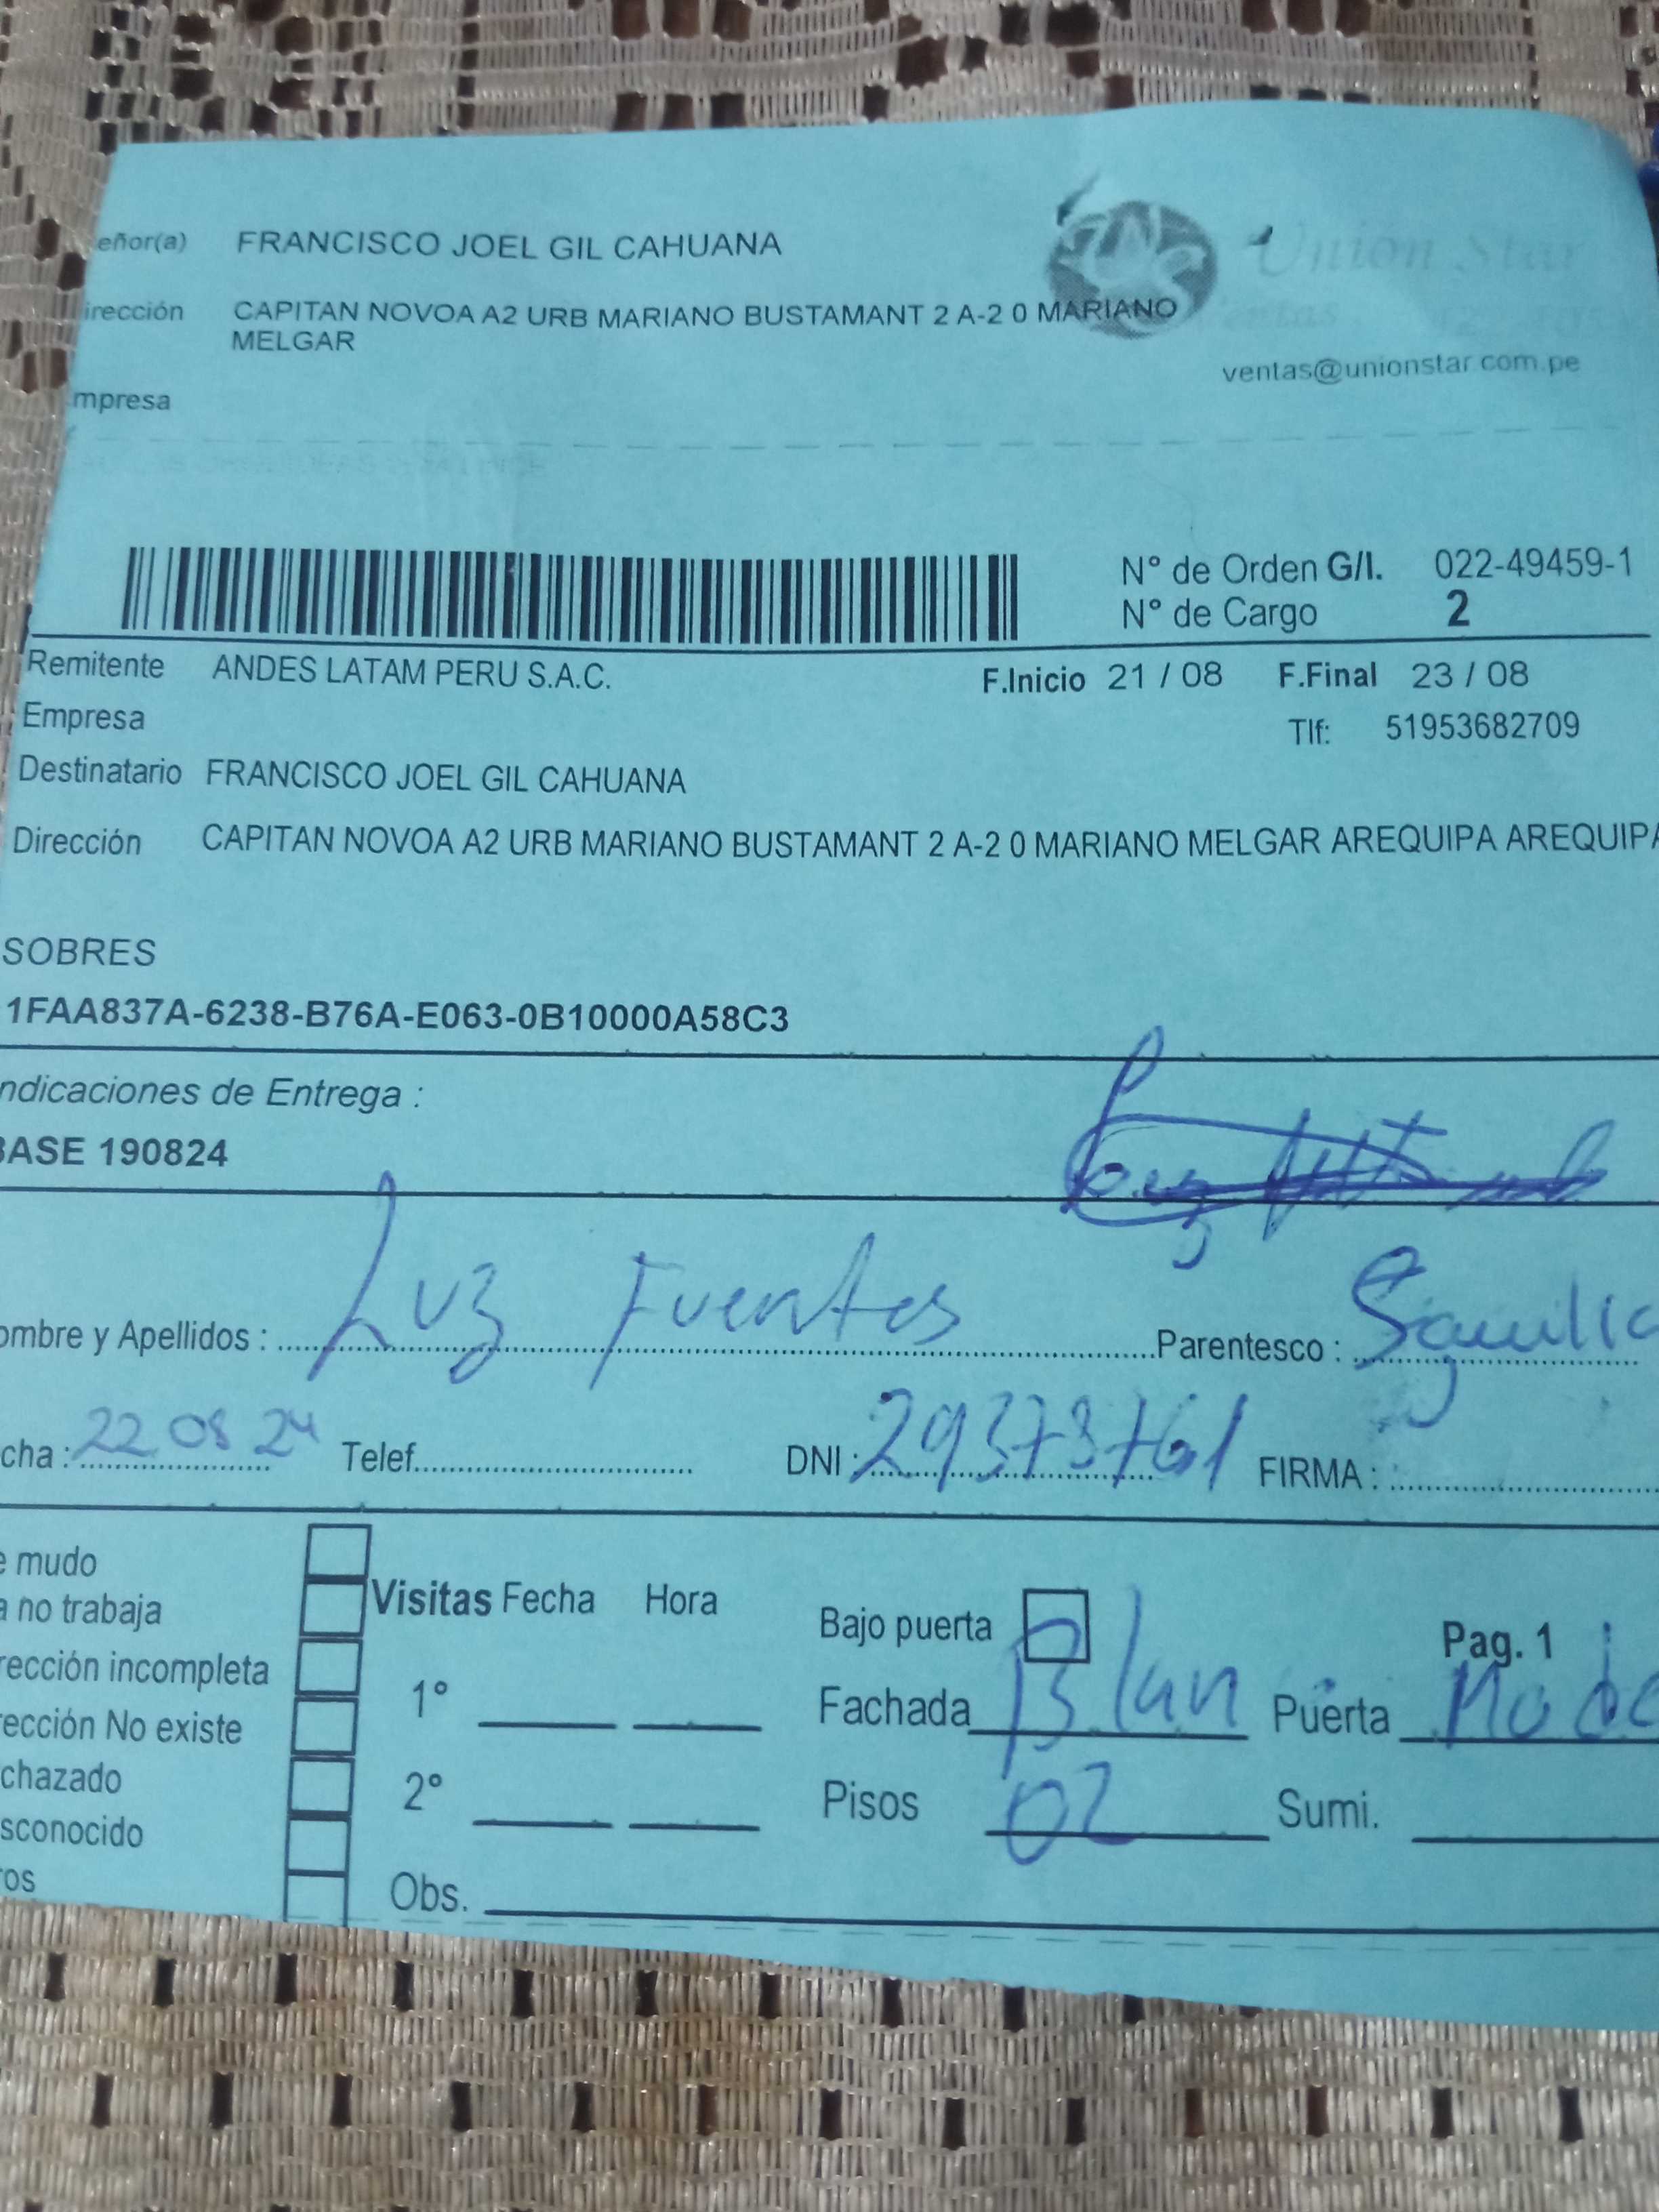 eñor(a) FRANCISCO JOEL GIL CAHUANA
Union Star
irección CAPITAN NOVOA A2 URB MARIANO BUSTAMANT 2 A-2 0 MARIANO
MELGAR
ventas@unionstar.com.pe
mpresa
N° de Orden G/I. 022-49459-1
N° de Cargo 2
Remitente ANDES LATAM PERU S.A.C. F.Inicio 21 / 08 F.Final 23 / 08
Empresa Tlf: 51953682709
Destinatario FRANCISCO JOEL GIL CAHUANA
Dirección CAPITAN NOVOA A2 URB MARIANO BUSTAMANT 2 A-2 0 MARIANO MELGAR AREQUIPA AREQUIPA
SOBRES
1FAA837A-6238-B76A-E063-0B10000A58C3
ndicaciones de Entrega :
BASE 190824
ombre y Apellidos : Luz Fuentes Parentesco :
cha : 22 08 24 Telef. DNI : 29373761 FIRMA :
e mudo
a no trabaja
rección incompleta
ección No existe
chazado
sconocido
ros
Visitas Fecha Hora
1°
2°
Obs.
Bajo puerta Pag. 1
Fachada Blan Puerta
Pisos 02 Sumi.